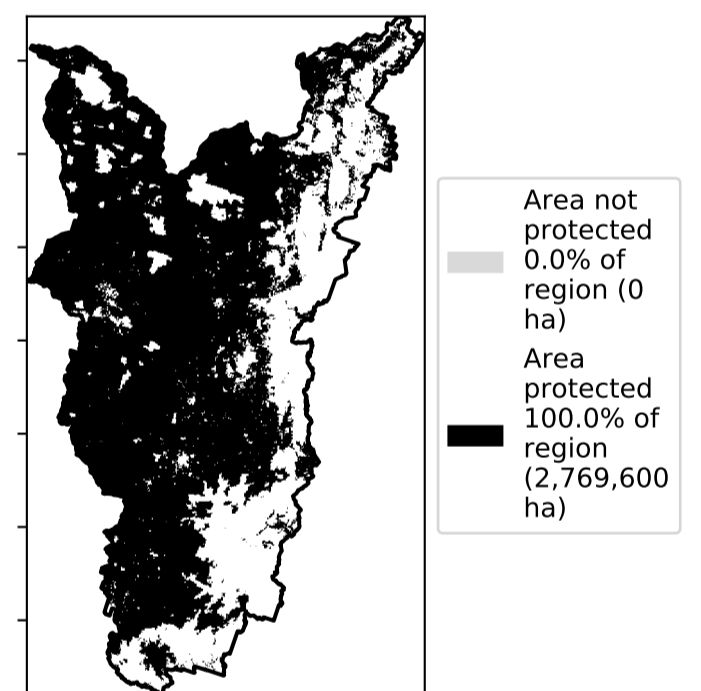 Area not
protected
0.0% of
region (0
ha)
Area
protected
100.0% of
region
(2,769,600
ha)